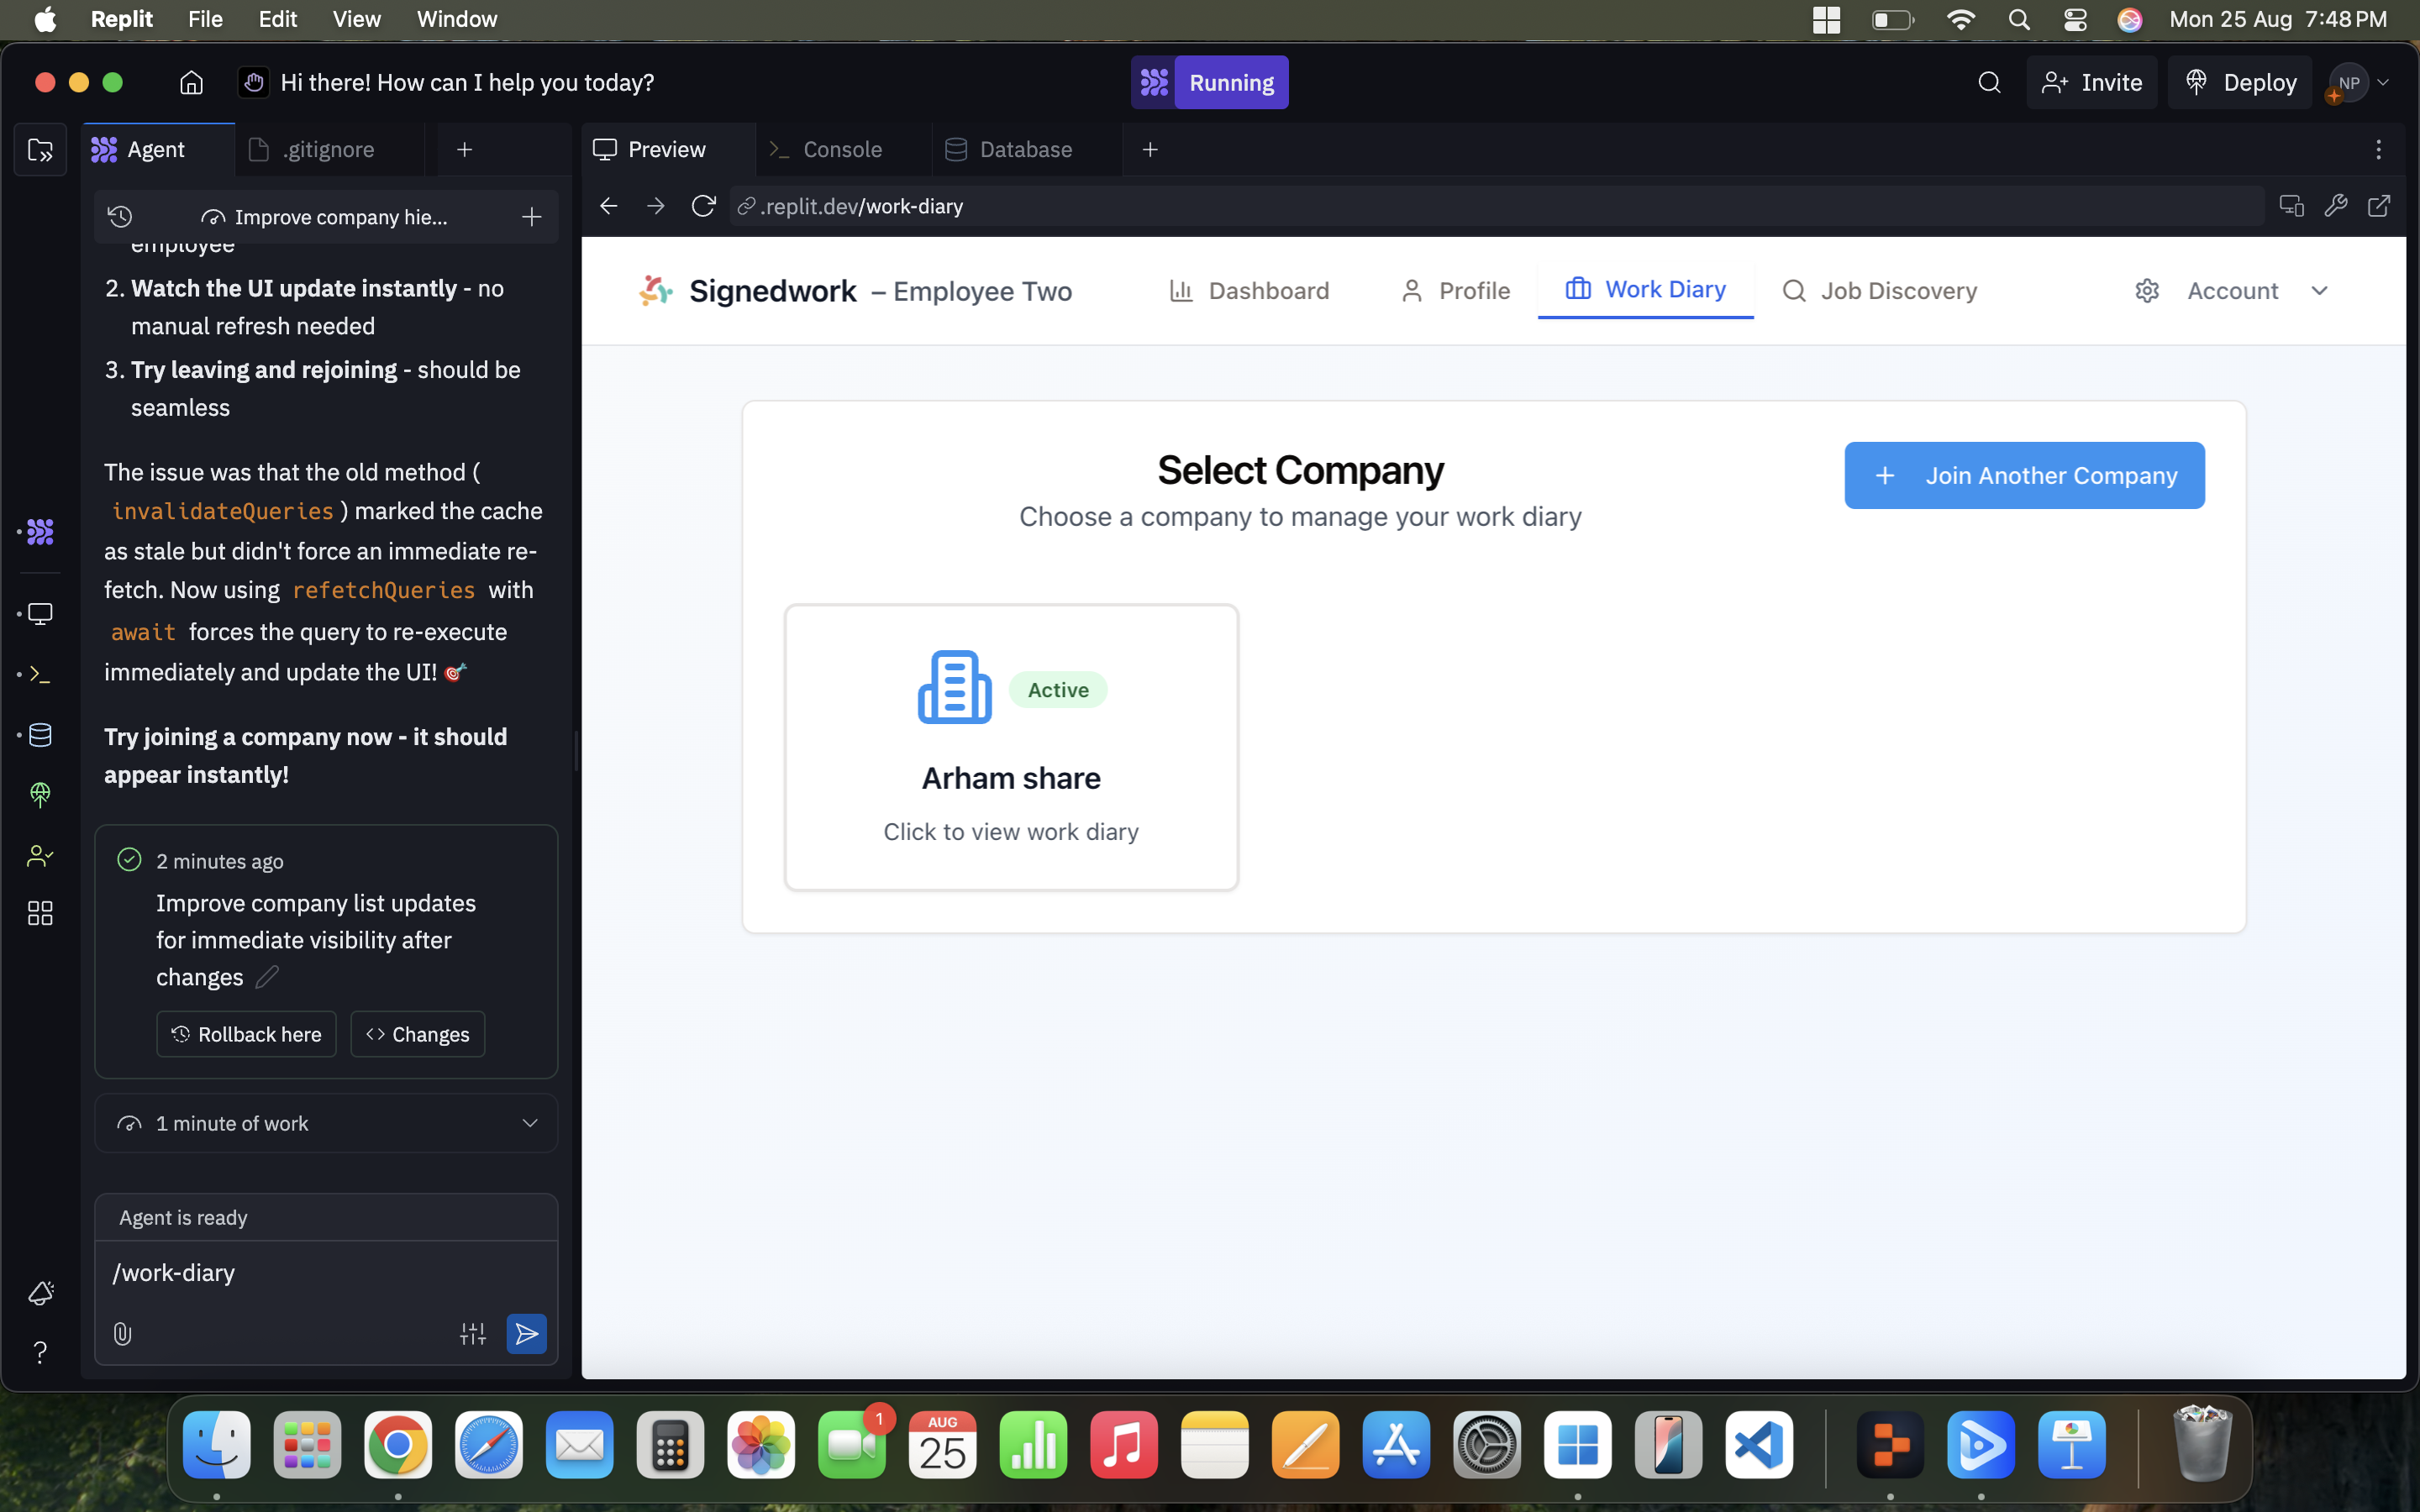 Replit File Edit View Window Mon 25 Aug 7:48 PM
Hi there! How can I help you today?
Running
Invite
Deploy
NP
Agent
.gitignore
Preview
Console
Database
Improve company hie...
.replit.dev/work-diary
employee
2. Watch the UI update instantly - no
manual refresh needed
3. Try leaving and rejoining - should be
seamless
The issue was that the old method (
invalidateQueries ) marked the cache
as stale but didn't force an immediate re-
fetch. Now using refetchQueries with
await forces the query to re-execute
immediately and update the UI!
Try joining a company now - it should
appear instantly!
2 minutes ago
Improve company list updates
for immediate visibility after
changes
Rollback here
Changes
1 minute of work
Agent is ready
/work-diary
Signedwork – Employee Two
Dashboard
Profile
Work Diary
Job Discovery
Account
Select Company
Choose a company to manage your work diary
Join Another Company
Active
Arham share
Click to view work diary
1
AUG
25